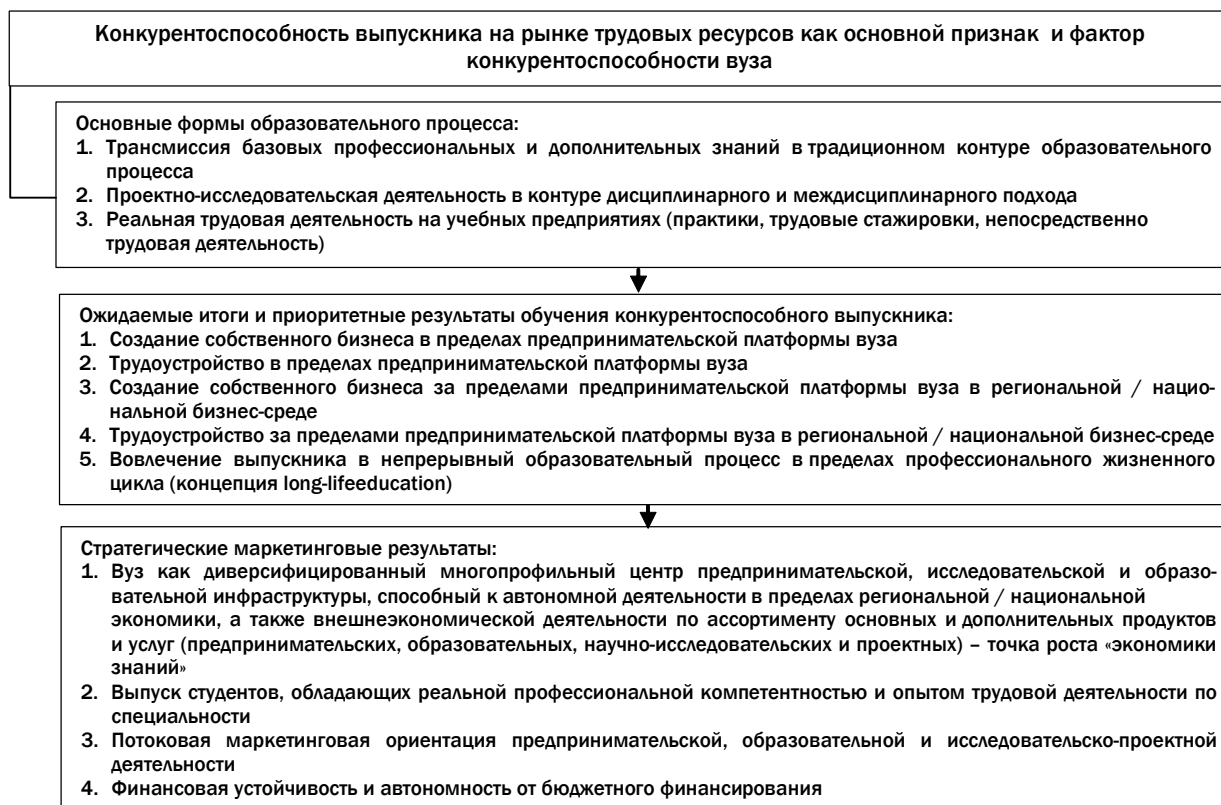 Конкурентоспособность выпускника на рынке трудовых ресурсов как основной признак и фактор
конкурентоспособности вуза
Основные формы образовательного процесса:
1. Трансмиссия базовых профессиональных и дополнительных знаний в традиционном контуре образовательного
процесса
2. Проектно-исследовательская деятельность в контуре дисциплинарного и междисциплинарного подхода
3. Реальная трудовая деятельность на учебных предприятиях (практики, трудовые стажировки, непосредственно
трудовая деятельность)
Ожидаемые итоги и приоритетные результаты обучения конкурентоспособного выпускника:
1. Создание собственного бизнеса в пределах предпринимательской платформы вуза
2. Трудоустройство в пределах предпринимательской платформы вуза
3. Создание собственного бизнеса за пределами предпринимательской платформы вуза в региональной / нацио-
нальной бизнес-среде
4. Трудоустройство за пределами предпринимательской платформы вуза в региональной / национальной бизнес-среде
5. Вовлечение выпускника в непрерывный образовательный процесс в пределах профессионального жизненного
цикла (концепция long-lifeeducation)
Стратегические маркетинговые результаты:
1. Вуз как диверсифицированный многопрофильный центр предпринимательской, исследовательской и образо-
вательной инфраструктуры, способный к автономной деятельности в пределах региональной / национальной
экономики, а также внешнеэкономической деятельности по ассортименту основных и дополнительных продуктов
и услуг (предпринимательских, образовательных, научно-исследовательских и проектных) – точка роста «экономики
знаний»
2. Выпуск студентов, обладающих реальной профессиональной компетентностью и опытом трудовой деятельности по
специальности
3. Потоковая маркетинговая ориентация предпринимательской, образовательной и исследовательско-проектной
деятельности
4. Финансовая устойчивость и автономность от бюджетного финансирования